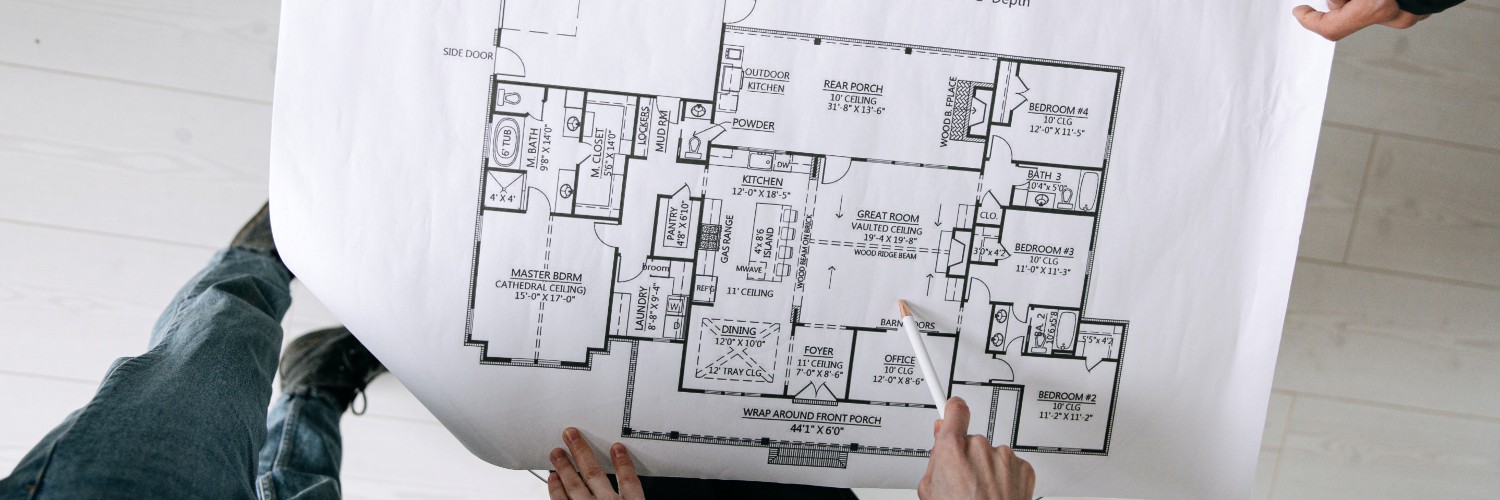 Depth
SIDE DOOR
OUTDOOR
KITCHEN
REAR PORCH
10' CEILING
31'-8" X 13'-6"
WOOD B. FPLACE
BEDROOM #4
10' CLG
12'-0" X 11'-5"
6' TUB
M. BATH
9'8" X 14'0"
M. CLOSET
5'6" X 14'0"
LOCKERS
MUD RM
POWDER
4' X 4'
KITCHEN
12'-0" X 18'-5"
DW
BATH 3
10'4"x 5'0"
PANTRY
4'8" X 6'10"
GAS RANGE
4'x 8'6
ISLAND
MWAVE
REF'G
11' CEILING
WOOD BEAM ON BRICK
GREAT ROOM
VAULTED CEILING
19'-4 X 19'-8"
WOOD RIDGE BEAM
CLO.
3'0"x 4'2
BEDROOM #3
10' CLG
11'-0" X 11'-3"
MASTER BDRM
CATHEDRAL CEILING)
15'-0" X 17'-0"
broom
LAUNDRY
8'-8" X 9'-4"
W
D
DINING
12'0" X 10'0"
12' TRAY CLG
FOYER
11' CEILING
7'-0" X 8'-6"
BARN DOORS
OFFICE
10' CLG
12'-0" X 8'-6"
BA. 2
10'6"x5'8
5'5"x 4'2
BEDROOM #2
10' CLG
11'-2" X 11'-2"
WRAP AROUND FRONT PORCH
44'1" X 6'0"